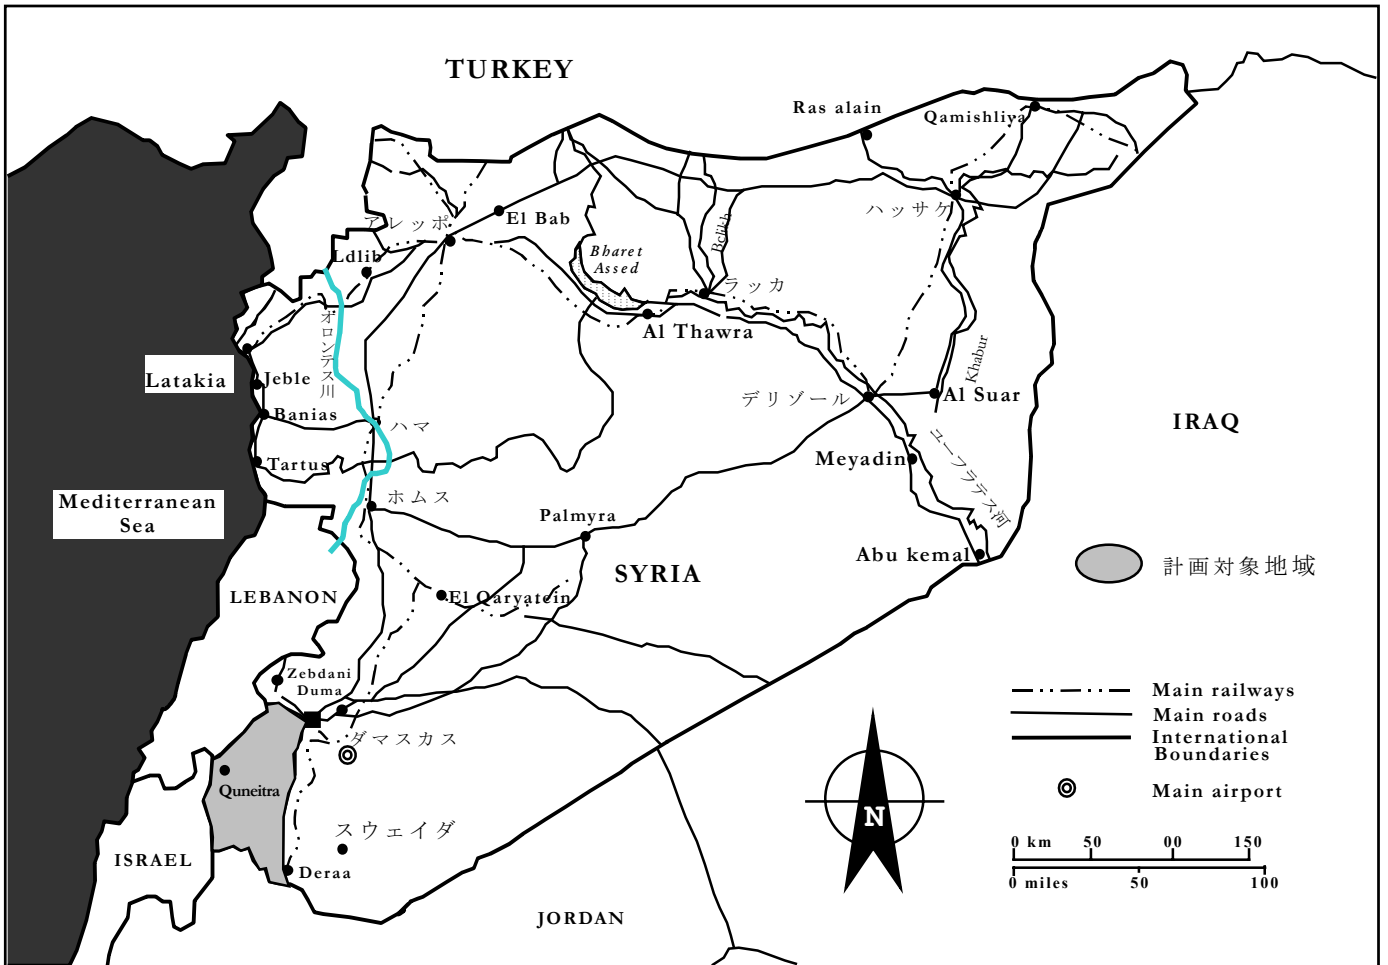 TURKEY
Ras alain
Qamishliya
ハッサケ
アレッポ
El Bab
Ldlib
Bharet
Assed
Belikh
ラッカ
Al Thawra
オロンテス川
Latakia
Jeble
Banias
ハマ
Tartus
デリゾール
Al Suar
Khabur
IRAQ
Meyadin
ユーフラテス河
Mediterranean
Sea
ホムス
Palmyra
Abu kemal
SYRIA
計画対象地域
LEBANON
El Qaryatein
Zebdani
Duma
ダマスカス
Quneitra
スウェイダ
ISRAEL
Deraa
JORDAN
N
Main railways
Main roads
International
Boundaries
Main airport
0 km 50 00 150
0 miles 50 100